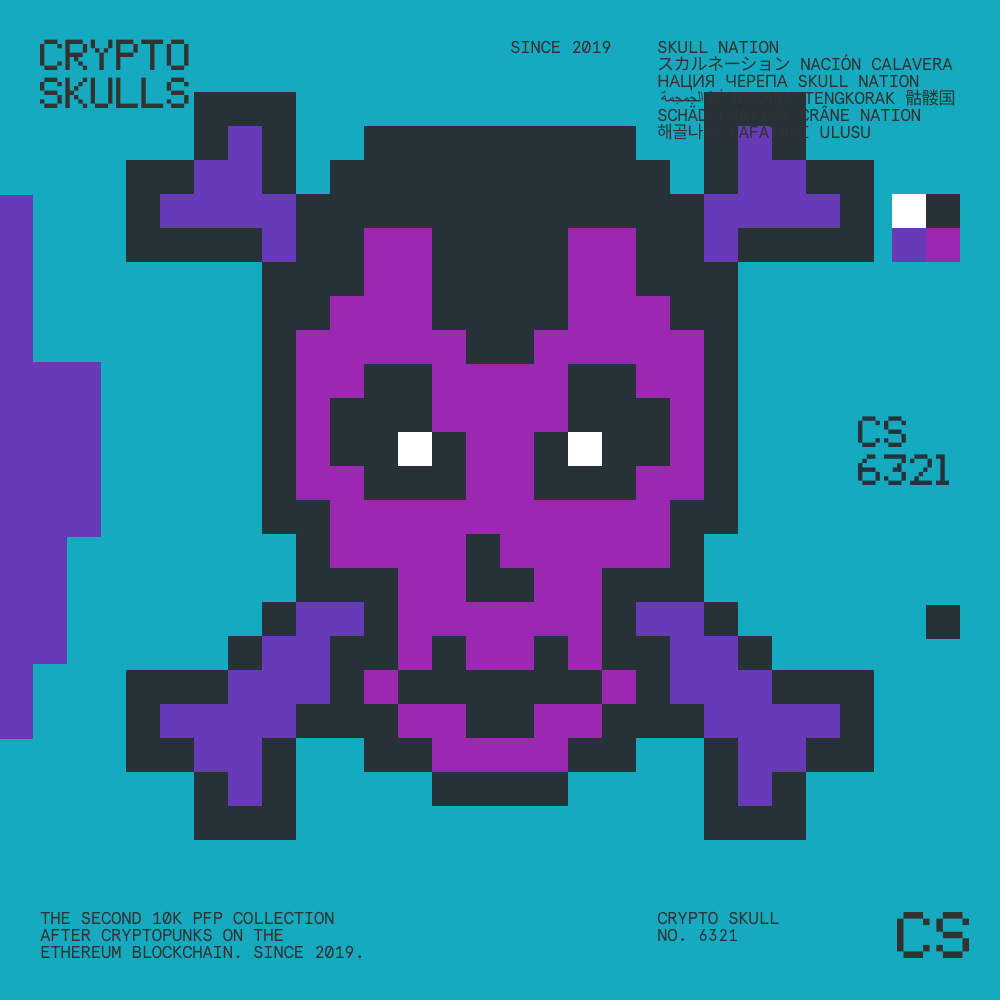 CRYPTO
SKULLS
SINCE 2019
SKULL NATION
スカルネーション NACIÓN CALAVERA
НАЦИЯ ЧЕРЕПА SKULL NATION
الجمجمة TENGKORAK 骷髅国
CRÂNE NATION
해골나 ULUSU
CS
6321
THE SECOND 10K PFP COLLECTION
AFTER CRYPTOPUNKS ON THE
ETHEREUM BLOCKCHAIN. SINCE 2019.
CRYPTO SKULL
NO. 6321
CS